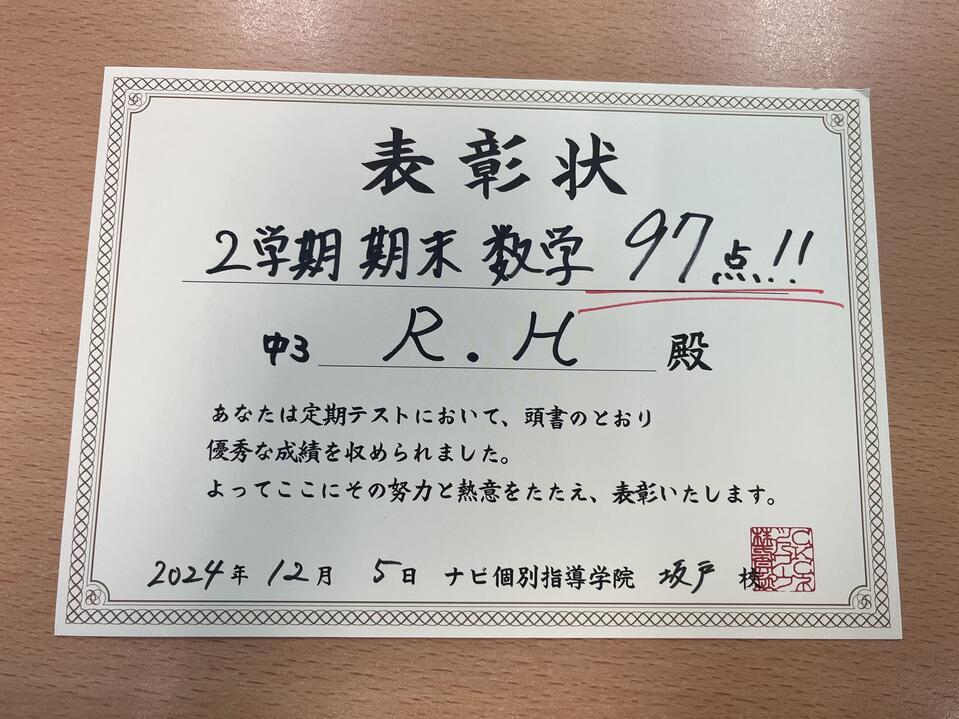 表彰状
2学期 期末 数学 97点!!
中3 R.H 殿
あなたは定期テストにおいて、頭書のとおり
優秀な成績を収められました。
よってここにその努力と熱意をたたえ、表彰いたします。
2024年 12月 5日 ナビ個別指導学院 坂戸 校